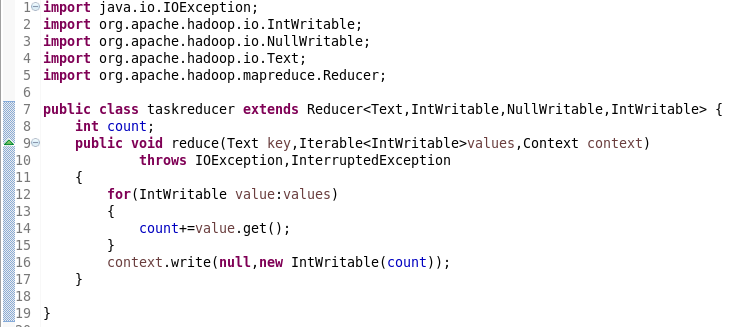 1 import java.io.IOException;
2 import org.apache.hadoop.io.IntWritable;
3 import org.apache.hadoop.io.NullWritable;
4 import org.apache.hadoop.io.Text;
5 import org.apache.hadoop.mapreduce.Reducer;
6
7 public class taskreducer extends Reducer<Text,IntWritable,NullWritable,IntWritable> {
8     int count;
9     public void reduce(Text key,Iterable<IntWritable>values,Context context)
10             throws IOException,InterruptedException
11     {
12         for(IntWritable value:values)
13         {
14             count+=value.get();
15         }
16         context.write(null,new IntWritable(count));
17     }
18
19 }